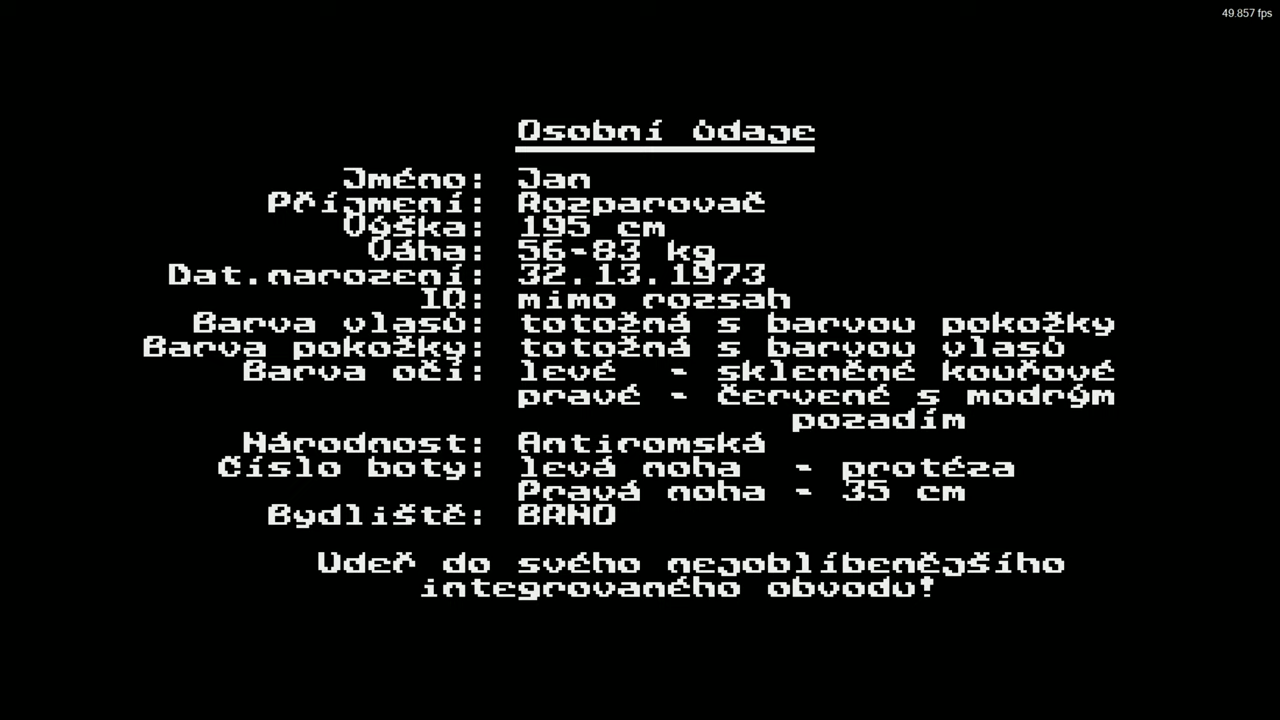 49.857 fps
Osobní údaje
Jméno: Jan
Příjmení: Rozparovač
Výška: 195 cm
Váha: 56-83 kg
Dat.narození: 32.13.1973
IQ: mimo rozsah
Barva vlasů: totožná s barvou pokožky
Barva pokožky: totožná s barvou vlasů
Barva očí: levé - skleněné kouřové
pravé - červené s modrým
pozadím
Národnost: Antiromská
Číslo boty: levá noha - protéza
Pravá noha - 35 cm
Bydliště: BRNO
Udeř do svého nejoblíbenějšího
integrovaného obvodu!